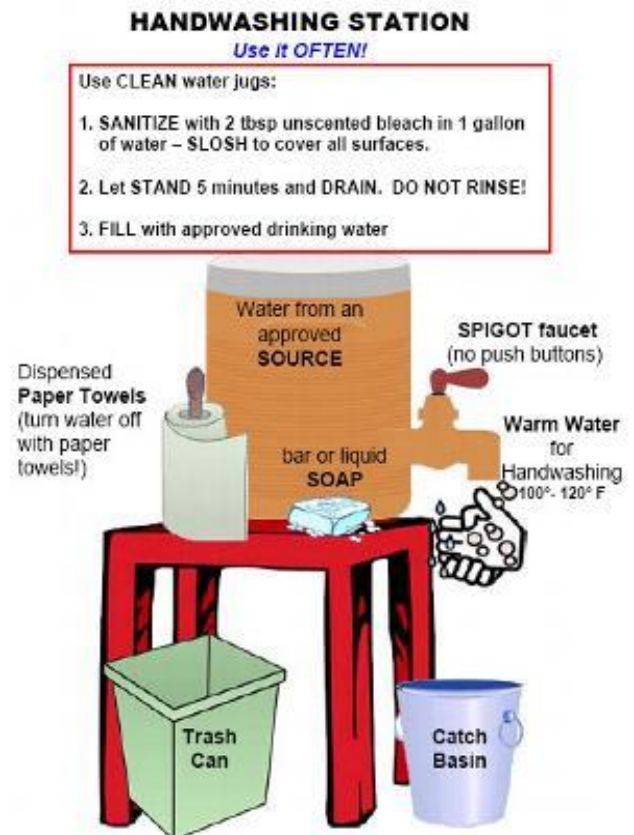 HANDWASHING STATION
Use it OFTEN!
Use CLEAN water jugs:
1. SANITIZE with 2 tbsp unscented bleach in 1 gallon
of water – SLOSH to cover all surfaces.
2. Let STAND 5 minutes and DRAIN. DO NOT RINSE!
3. FILL with approved drinking water
Water from an
approved
SOURCE
SPIGOT faucet
(no push buttons)
Dispensed
Paper Towels
(turn water off
with paper
towels!)
bar or liquid
SOAP
Warm Water
for
Handwashing
100°- 120° F
Trash
Can
Catch
Basin